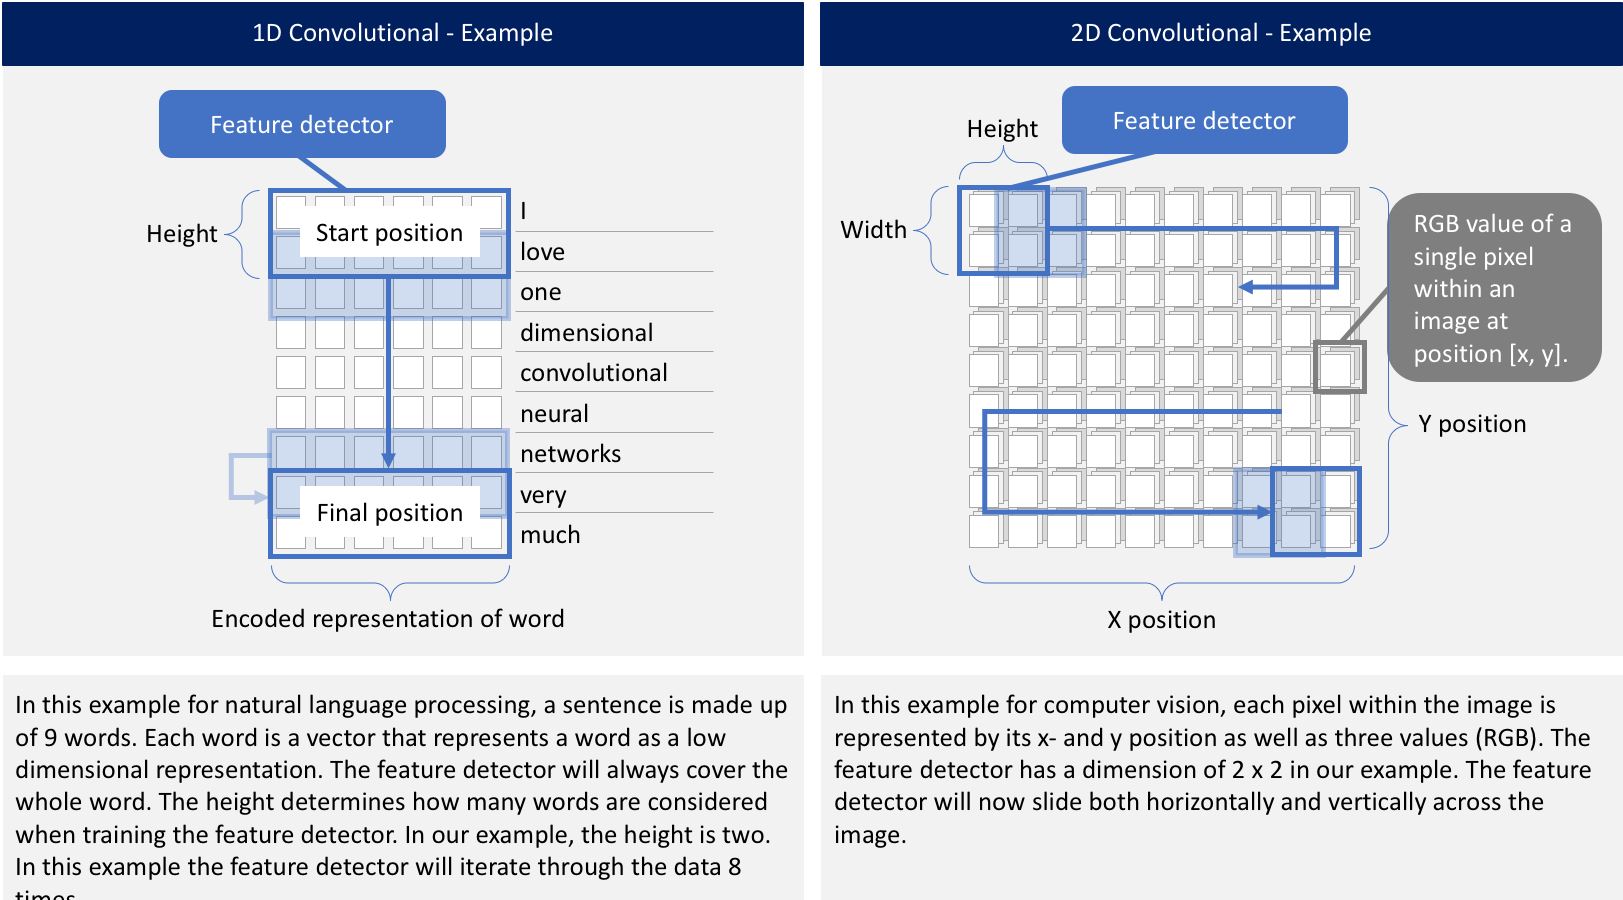 1D Convolutional - Example
Feature detector
Height
Start position
I
love
one
dimensional
convolutional
neural
networks
very
much
Final position
Encoded representation of word
In this example for natural language processing, a sentence is made up
of 9 words. Each word is a vector that represents a word as a low
dimensional representation. The feature detector will always cover the
whole word. The height determines how many words are considered
when training the feature detector. In our example, the height is two.
In this example the feature detector will iterate through the data 8
times.
2D Convolutional - Example
Feature detector
Height
Width
RGB value of a
single pixel
within an
image at
position [x, y].
Y position
X position
In this example for computer vision, each pixel within the image is
represented by its x- and y position as well as three values (RGB). The
feature detector has a dimension of 2 x 2 in our example. The feature
detector will now slide both horizontally and vertically across the
image.